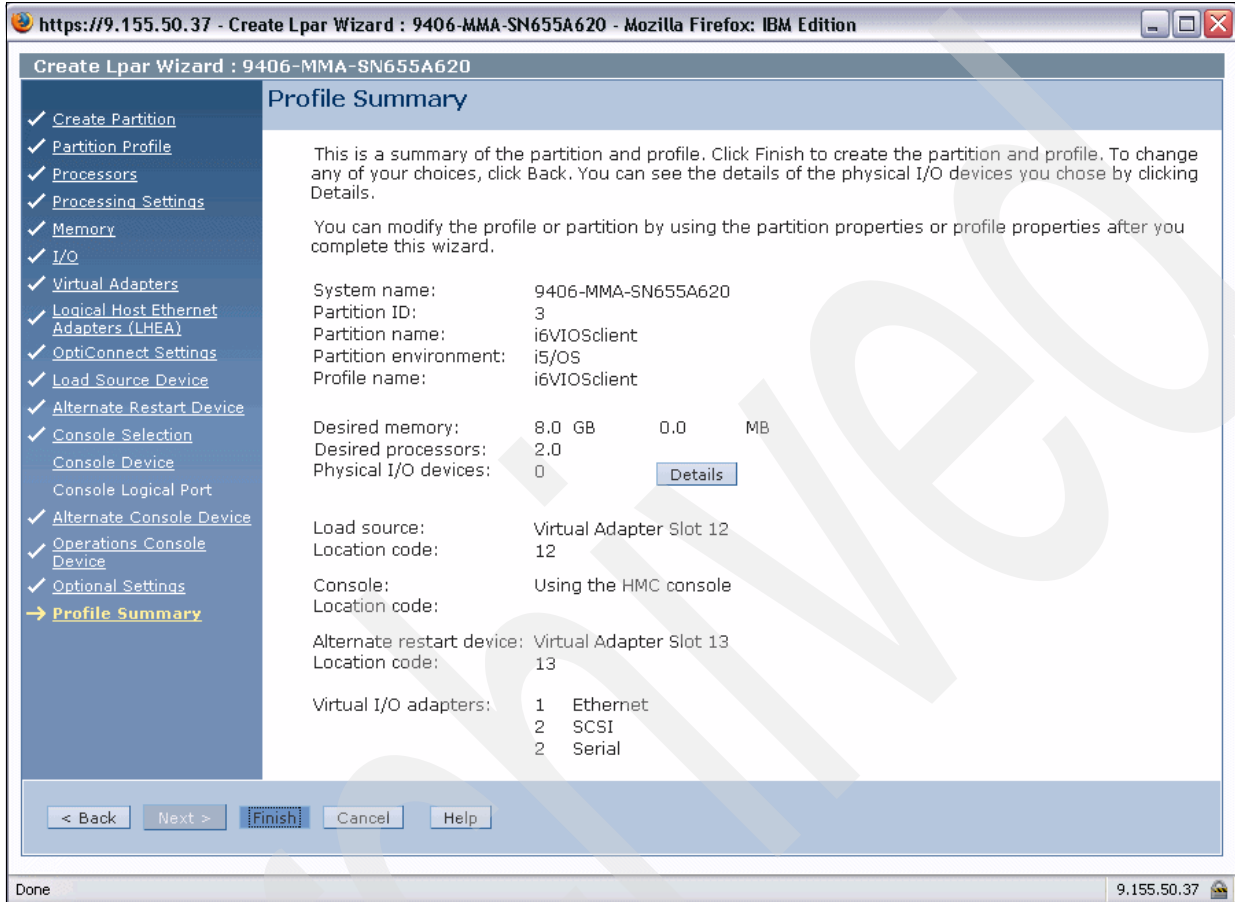 https://9.155.50.37 - Create Lpar Wizard : 9406-MMA-SN655A620 - Mozilla Firefox: IBM Edition
Create Lpar Wizard : 9406-MMA-SN655A620
Create Partition
Partition Profile
Processors
Processing Settings
Memory
I/O
Virtual Adapters
Logical Host Ethernet
Adapters (LHEA)
OptiConnect Settings
Load Source Device
Alternate Restart Device
Console Selection
Console Device
Console Logical Port
Alternate Console Device
Operations Console
Device
Optional Settings
Profile Summary
Profile Summary
This is a summary of the partition and profile. Click Finish to create the partition and profile. To change
any of your choices, click Back. You can see the details of the physical I/O devices you chose by clicking
Details.
You can modify the profile or partition by using the partition properties or profile properties after you
complete this wizard.
System name: 9406-MMA-SN655A620
Partition ID: 3
Partition name: i6VIOSclient
Partition environment: i5/OS
Profile name: i6VIOSclient
Desired memory: 8.0 GB 0.0 MB
Desired processors: 2.0
Physical I/O devices: 0 Details
Load source: Virtual Adapter Slot 12
Location code: 12
Console: Using the HMC console
Location code:
Alternate restart device: Virtual Adapter Slot 13
Location code: 13
Virtual I/O adapters: 1 Ethernet
2 SCSI
2 Serial
< Back Next > Finish Cancel Help
Done 9.155.50.37